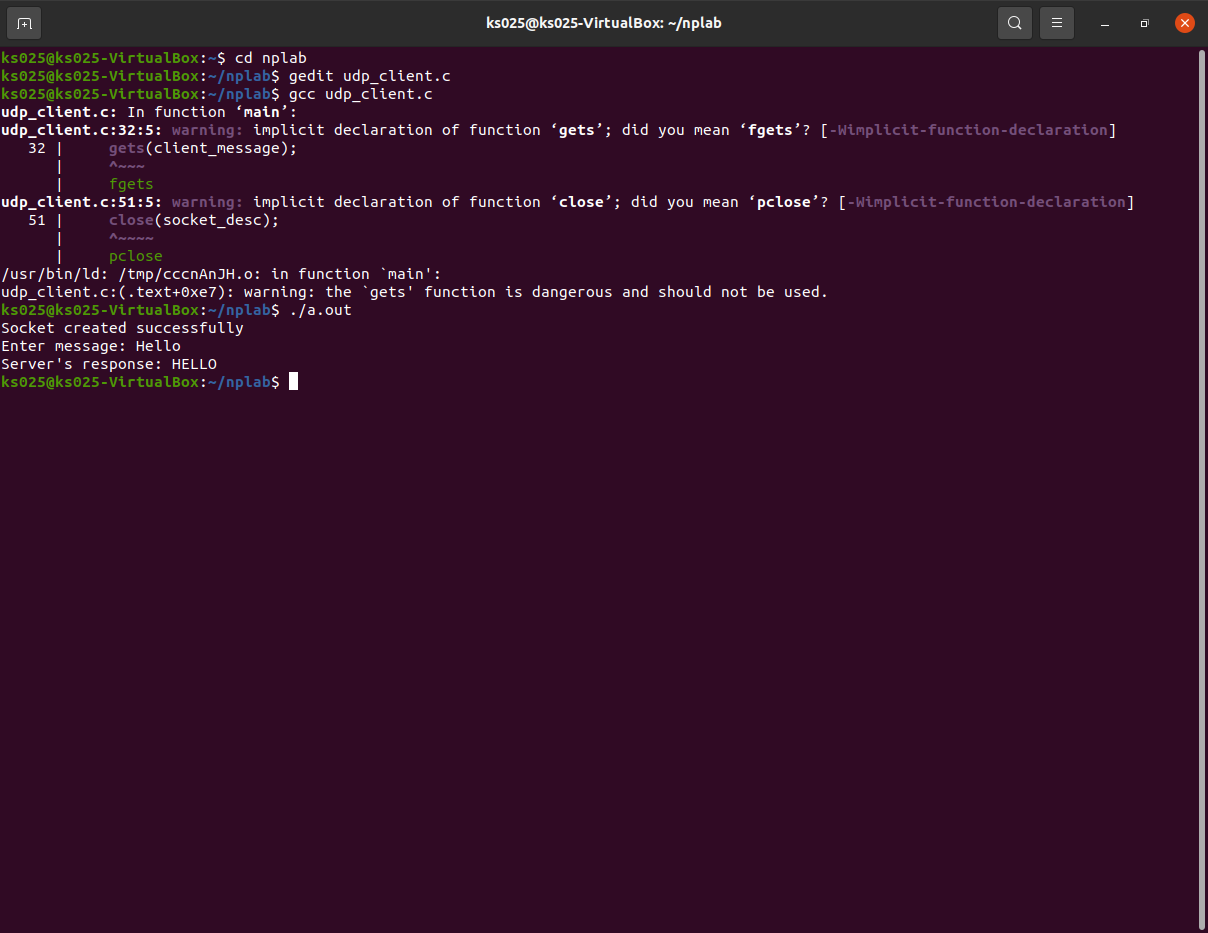 ks025@ks025-VirtualBox: ~/nplab
ks025@ks025-VirtualBox:~$ cd nplab
ks025@ks025-VirtualBox:~/nplab$ gedit udp_client.c
ks025@ks025-VirtualBox:~/nplab$ gcc udp_client.c
udp_client.c: In function ‘main’:
udp_client.c:32:5: warning: implicit declaration of function ‘gets’; did you mean ‘fgets’? [-Wimplicit-function-declaration]
   32 |     gets(client_message);
      |     ^~~~
      |     fgets
udp_client.c:51:5: warning: implicit declaration of function ‘close’; did you mean ‘pclose’? [-Wimplicit-function-declaration]
   51 |     close(socket_desc);
      |     ^~~~~
      |     pclose
/usr/bin/ld: /tmp/cccnAnJH.o: in function `main':
udp_client.c:(.text+0xe7): warning: the `gets' function is dangerous and should not be used.
ks025@ks025-VirtualBox:~/nplab$ ./a.out
Socket created successfully
Enter message: Hello
Server's response: HELLO
ks025@ks025-VirtualBox:~/nplab$